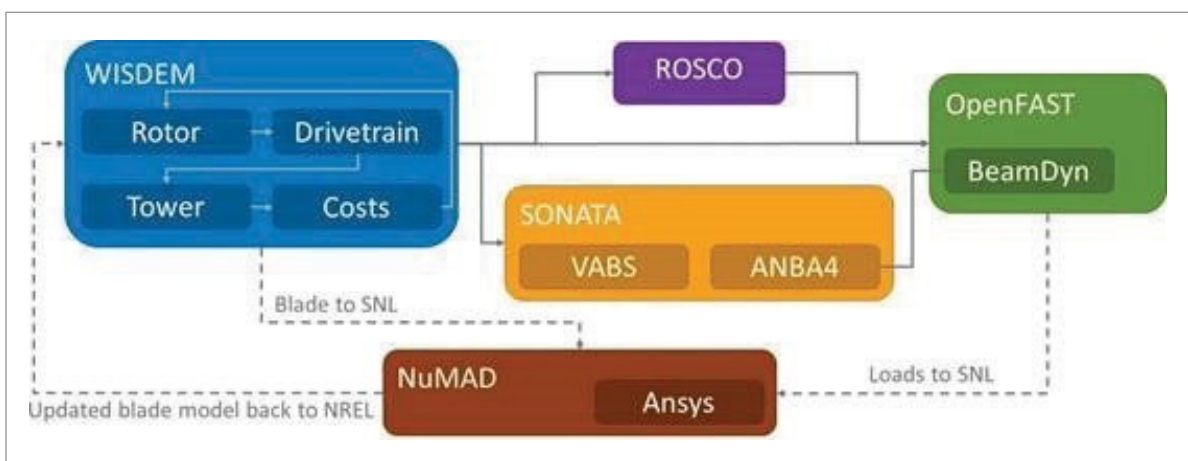 WISDEM
Rotor
Drivetrain
Tower
Costs
ROSCO
OpenFAST
BeamDyn
SONATA
VABS
ANBA4
Blade to SNL
NuMAD
Ansys
Loads to SNL
Updated blade model back to NREL